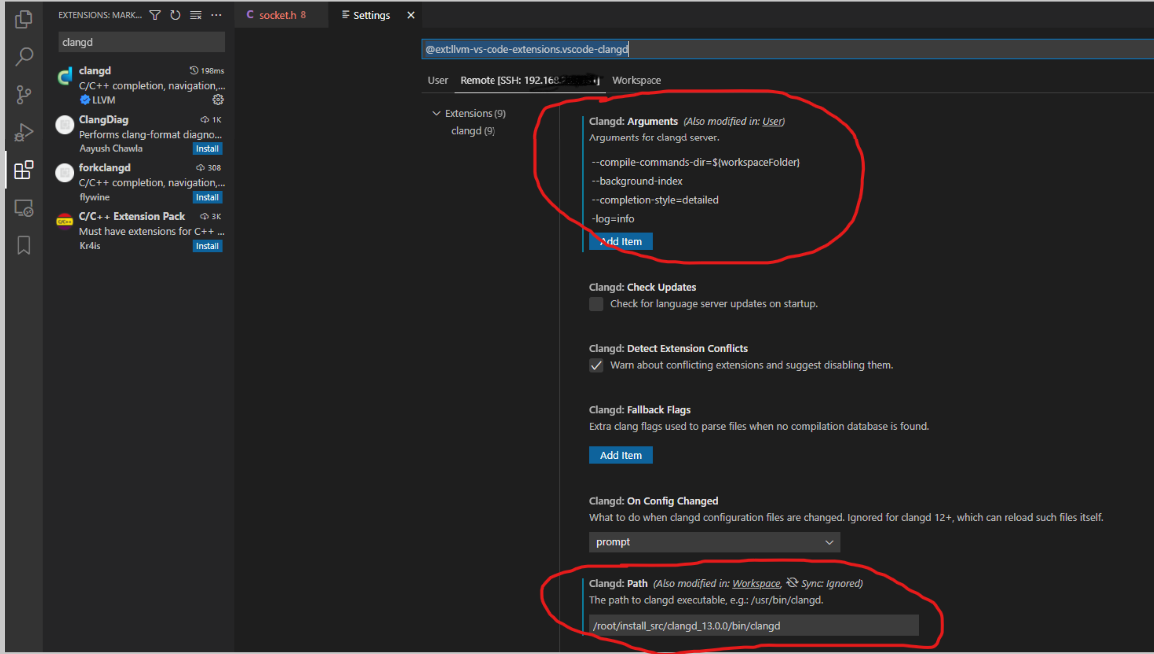 EXTENSIONS: MARK...
clangd
clangd 198ms
C/C++ completion, navigation,...
LLVM
ClangDiag 1K
Performs clang-format diagno...
Aayush Chawla Install
forkclangd 308
C/C++ completion, navigation,...
flywine Install
C/C++ Extension Pack 3K
Must have extensions for C++ ...
Kr4is Install
C socket.h 8 Settings
@ext:llvm-vs-code-extensions.vscode-clangd
User Remote [SSH: 192.168 Workspace
Extensions (9)
clangd (9)
Clangd: Arguments (Also modified in: User)
Arguments for clangd server.
--compile-commands-dir=${workspaceFolder}
--background-index
--completion-style=detailed
-log=info
Add Item
Clangd: Check Updates
Check for language server updates on startup.
Clangd: Detect Extension Conflicts
Warn about conflicting extensions and suggest disabling them.
Clangd: Fallback Flags
Extra clang flags used to parse files when no compilation database is found.
Add Item
Clangd: On Config Changed
What to do when clangd configuration files are changed. Ignored for clangd 12+, which can reload such files itself.
prompt
Clangd: Path (Also modified in: Workspace, Sync: Ignored)
The path to clangd executable, e.g.: /usr/bin/clangd.
/root/install_src/clangd_13.0.0/bin/clangd